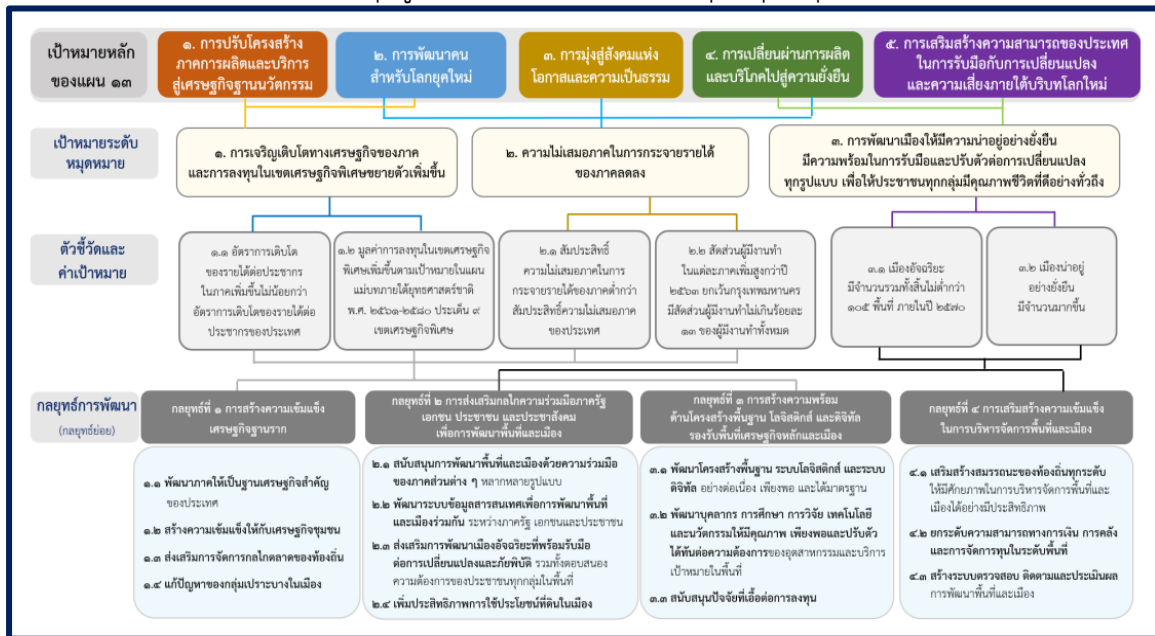 เป้าหมายหลัก
ของแผน ๑๓
๑. การปรับโครงสร้าง
ภาคการผลิตและบริการ
สู่เศรษฐกิจฐานนวัตกรรม
๒. การพัฒนาคน
สำหรับโลกยุคใหม่
๓. การมุ่งสู่สังคมแห่ง
โอกาสและความเป็นธรรม
๔. การเปลี่ยนผ่านการผลิต
และบริโภคไปสู่ความยั่งยืน
๕. การเสริมสร้างความสามารถของประเทศ
ในการรับมือกับการเปลี่ยนแปลง
และความเสี่ยงภายใต้บริบทโลกใหม่
เป้าหมายระดับ
หมุดหมาย
๑. การเจริญเติบโตทางเศรษฐกิจของภาค
และการลงทุนในเขตเศรษฐกิจพิเศษขยายตัวเพิ่มขึ้น
๒. ความไม่เสมอภาคในการกระจายรายได้
ของภาคลดลง
๓. การพัฒนาเมืองให้มีความน่าอยู่อย่างยั่งยืน
มีความพร้อมในการรับมือและปรับตัวต่อการเปลี่ยนแปลง
ทุกรูปแบบ เพื่อให้ประชาชนทุกกลุ่มมีคุณภาพชีวิตที่ดีอย่างทั่วถึง
ตัวชี้วัดและ
ค่าเป้าหมาย
๑.๑ อัตราการเติบโต
ของรายได้ต่อประชากร
ในภาคเพิ่มขึ้นไม่น้อยกว่า
อัตราการเติบโตของรายได้ต่อ
ประชากรของประเทศ
๑.๒ มูลค่าการลงทุนในเขตเศรษฐกิจ
พิเศษเพิ่มขึ้นตามเป้าหมายในแผน
แม่บทภายใต้ยุทธศาสตร์ชาติ
พ.ศ. ๒๕๖๑-๒๕๘๐ ประเด็น ๙
เขตเศรษฐกิจพิเศษ
๒.๑ สัมประสิทธิ์
ความไม่เสมอภาคในการ
กระจายรายได้ของภาคต่ำกว่า
สัมประสิทธิ์ความไม่เสมอภาค
ของประเทศ
๒.๒ สัดส่วนผู้มีงานทำ
ในแต่ละภาคเพิ่มสูงกว่าปี
๒๕๖๓ ยกเว้นกรุงเทพมหานคร
มีสัดส่วนผู้มีงานทำไม่เกินร้อยละ
๑๓ ของผู้มีงานทำทั้งหมด
๓.๑ เมืองอัจฉริยะ
มีจำนวนรวมทั้งสิ้นไม่ต่ำกว่า
๑๐๕ พื้นที่ ภายในปี ๒๕๗๐
๓.๒ เมืองน่าอยู่
อย่างยั่งยืน
มีจำนวนมากขึ้น
กลยุทธ์การพัฒนา
(กลยุทธ์ย่อย)
กลยุทธ์ที่ ๑ การสร้างความเข้มแข็ง
เศรษฐกิจฐานราก
กลยุทธ์ที่ ๒ การส่งเสริมกลไกความร่วมมือภาครัฐ
เอกชน ประชาชน และประชาสังคม
เพื่อการพัฒนาพื้นที่และเมือง
กลยุทธ์ที่ ๓ การสร้างความพร้อม
ด้านโครงสร้างพื้นฐาน โลจิสติกส์ และดิจิทัล
รองรับพื้นที่เศรษฐกิจหลักและเมือง
กลยุทธ์ที่ ๔ การเสริมสร้างความเข้มแข็ง
ในการบริหารจัดการพื้นที่และเมือง
๑.๑ พัฒนาภาคให้เป็นฐานเศรษฐกิจสำคัญ
ของประเทศ
๑.๒ สร้างความเข้มแข็งให้กับเศรษฐกิจชุมชน
๑.๓ ส่งเสริมการจัดการกลไกตลาดของท้องถิ่น
๑.๔ แก้ปัญหาของกลุ่มเปราะบางในเมือง
๒.๑ สนับสนุนการพัฒนาพื้นที่และเมืองด้วยความร่วมมือ
ของภาคส่วนต่าง ๆ หลากหลายรูปแบบ
๒.๒ พัฒนาระบบข้อมูลสารสนเทศเพื่อการพัฒนาพื้นที่
และเมืองร่วมกัน ระหว่างภาครัฐ เอกชนและประชาชน
๒.๓ ส่งเสริมการพัฒนาเมืองอัจฉริยะที่พร้อมรับมือ
ต่อการเปลี่ยนแปลงและภัยพิบัติ รวมทั้งตอบสนอง
ความต้องการของประชาชนทุกกลุ่มในพื้นที่
๒.๔ เพิ่มประสิทธิภาพการใช้ประโยชน์ที่ดินในเมือง
๓.๑ พัฒนาโครงสร้างพื้นฐาน ระบบโลจิสติกส์ และระบบ
ดิจิทัล อย่างต่อเนื่อง เพียงพอ และได้มาตรฐาน
๓.๒ พัฒนาบุคลากร การศึกษา การวิจัย เทคโนโลยี
และนวัตกรรมให้มีคุณภาพ เพียงพอและปรับตัว
ได้ทันต่อความต้องการของอุตสาหกรรมและบริการ
เป้าหมายในพื้นที่
๓.๓ สนับสนุนปัจจัยที่เอื้อต่อการลงทุน
๔.๑ เสริมสร้างสมรรถนะของท้องถิ่นทุกระดับ
ให้มีศักยภาพในการบริหารจัดการพื้นที่และ
เมืองได้อย่างมีประสิทธิภาพ
๔.๒ ยกระดับความสามารถทางการเงิน การคลัง
และการจัดการทุนในระดับพื้นที่
๔.๓ สร้างระบบตรวจสอบ ติดตามและประเมินผล
การพัฒนาพื้นที่และเมือง